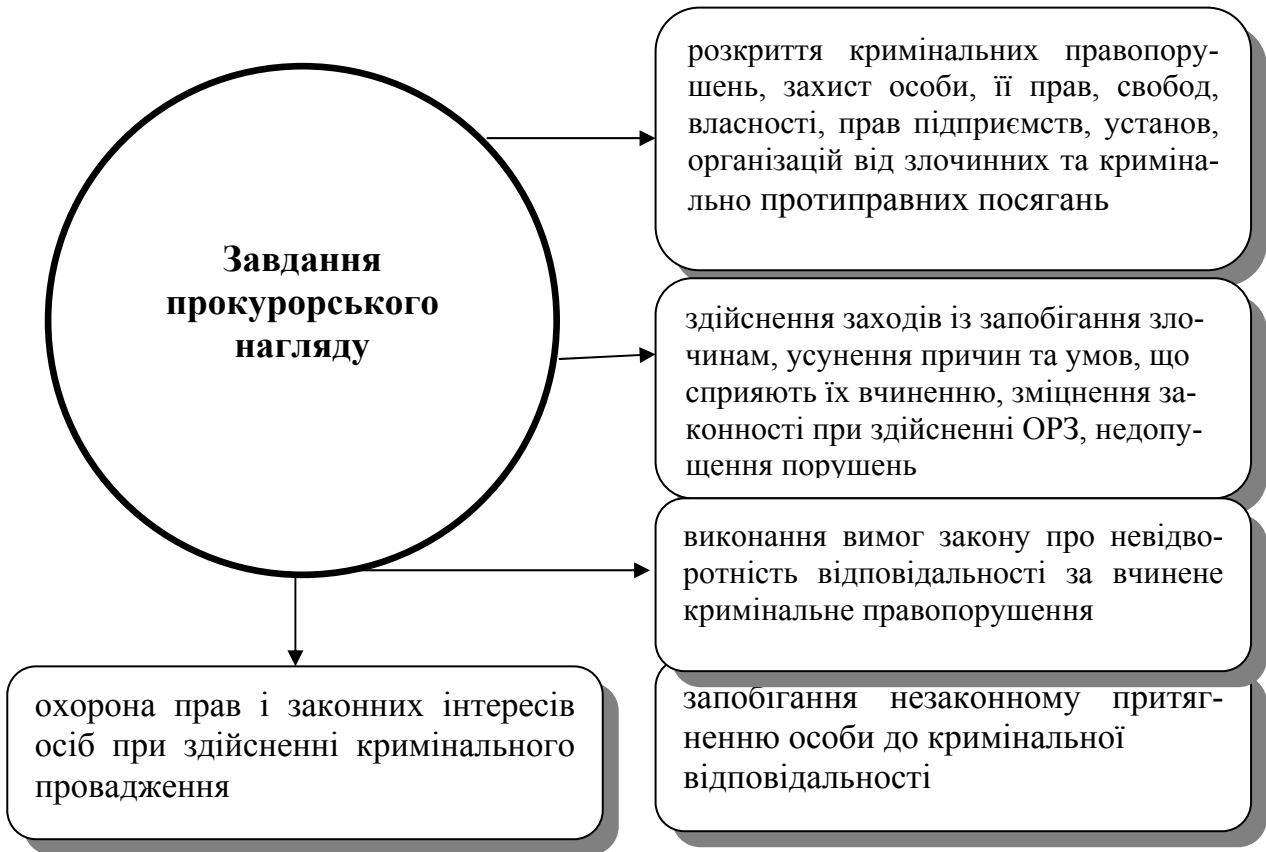 Завдання
прокурорського
нагляду
розкриття кримінальних правопору-
шень, захист особи, її прав, свобод,
власності, прав підприємств, установ,
організацій від злочинних та криміна-
льно протиправних посягань
здійснення заходів із запобігання зло-
чинам, усунення причин та умов, що
сприяють їх вчиненню, зміцнення за-
конності при здійсненні ОРЗ, недопу-
щення порушень
виконання вимог закону про невідво-
ротність відповідальності за вчинене
кримінальне правопорушення
запобігання незаконному притяг-
ненню особи до кримінальної
відповідальності
охорона прав і законних інтересів
осіб при здійсненні кримінального
провадження